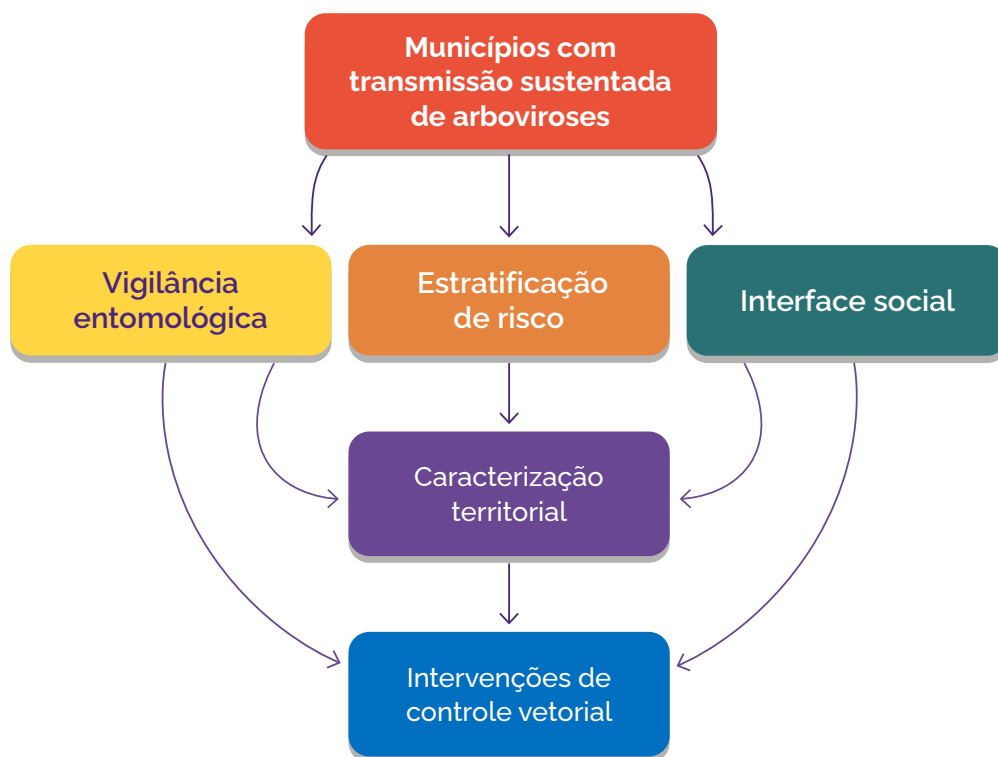 Municípios com
transmissão sustentada
de arboviroses
Vigilância
entomológica
Estratificação
de risco
Interface social
Caracterização
territorial
Intervenções de
controle vetorial